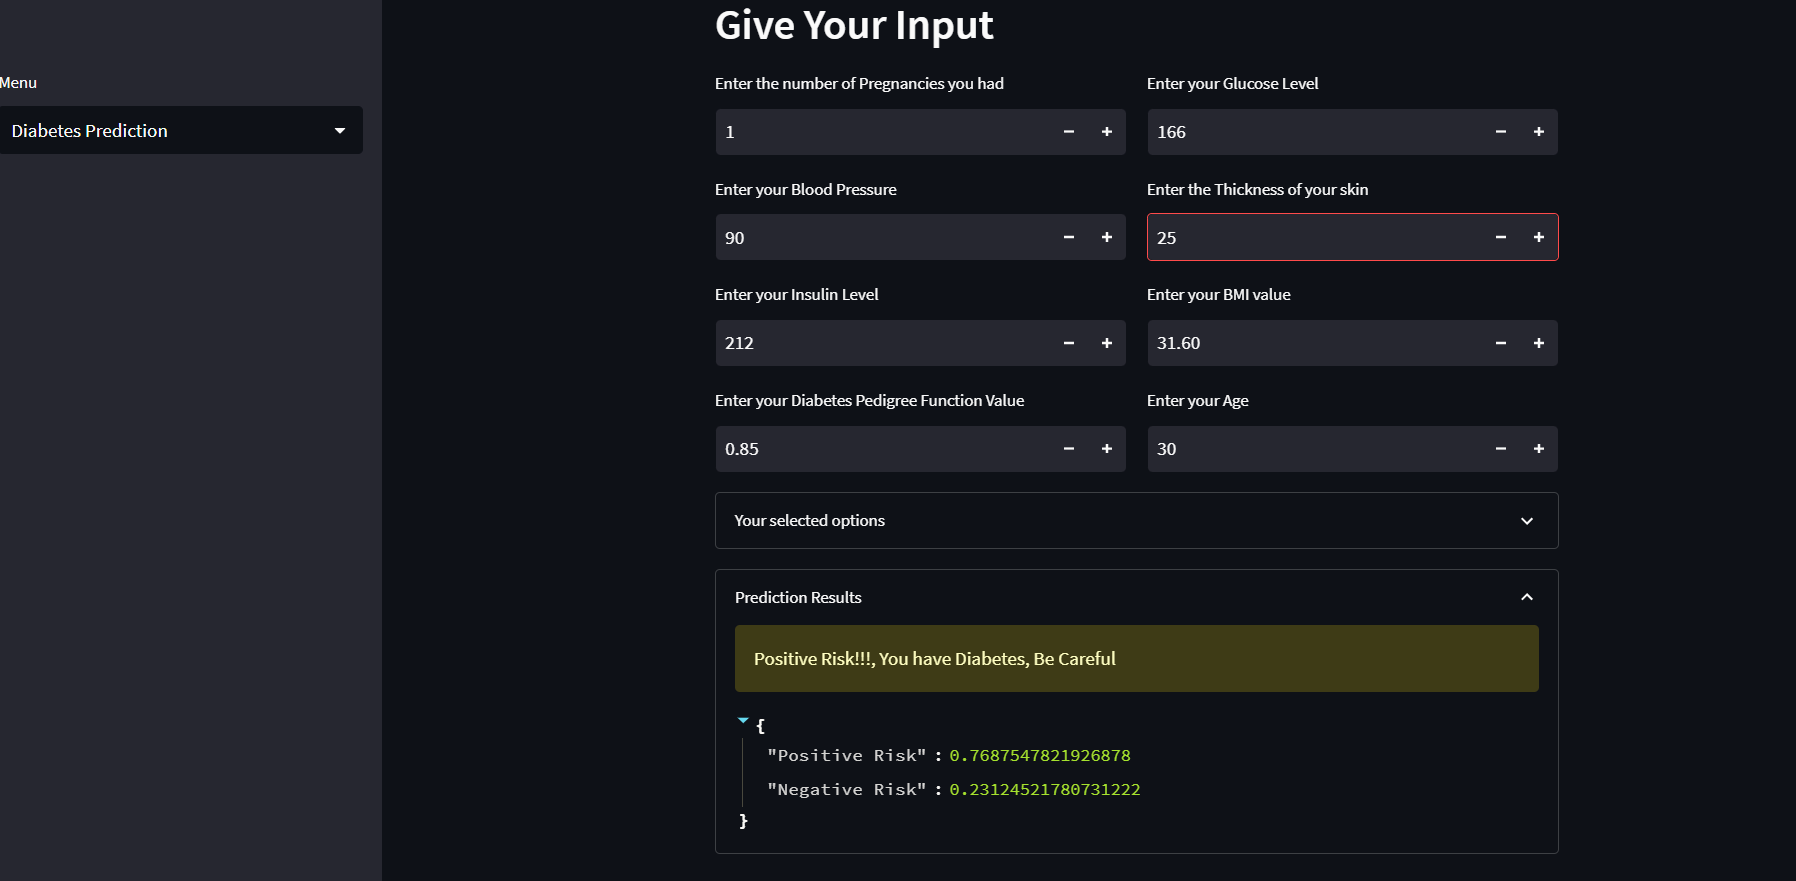 Give Your Input
Menu
Diabetes Prediction
Enter the number of Pregnancies you had
Enter your Glucose Level
1
166
Enter your Blood Pressure
Enter the Thickness of your skin
90
25
Enter your Insulin Level
Enter your BMI value
212
31.60
Enter your Diabetes Pedigree Function Value
Enter your Age
0.85
30
Your selected options
Prediction Results
Positive Risk!!!, You have Diabetes, Be Careful
{
"Positive Risk" : 0.7687547821926878
"Negative Risk" : 0.23124521780731222
}